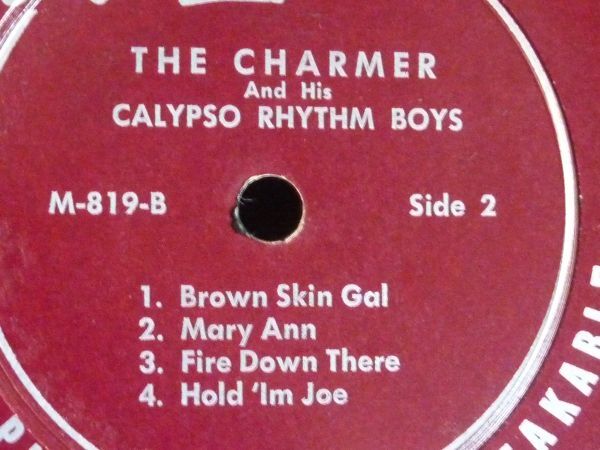 THE CHARMER
And His
CALYPSO RHYTHM BOYS
M-819-B
Side 2
1. Brown Skin Gal
2. Mary Ann
3. Fire Down There
4. Hold 'Im Joe